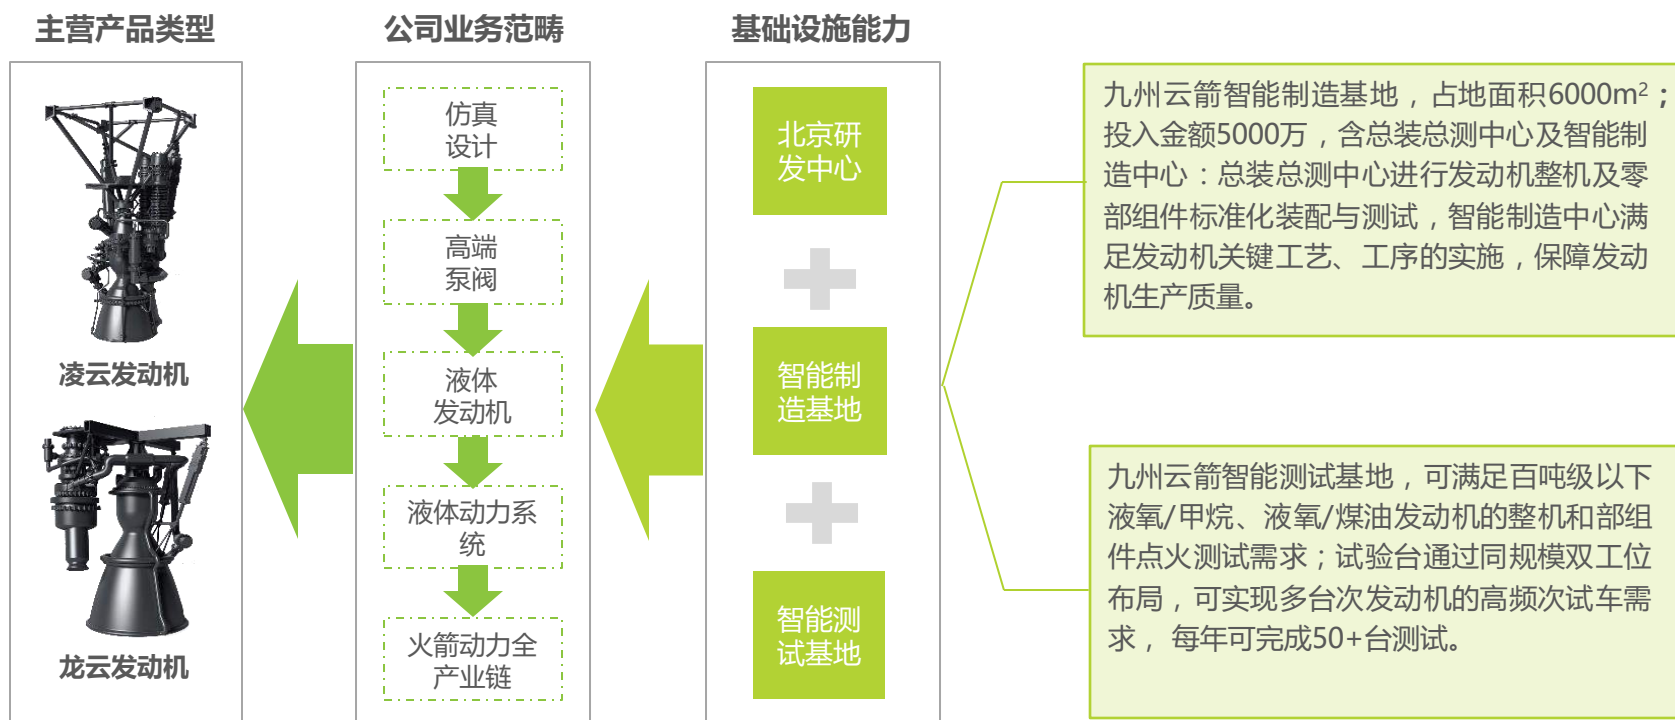 主营产品类型
凌云发动机
龙云发动机
公司业务范畴
仿真
设计
高端
泵阀
液体
发动机
液体动力系
统
火箭动力全
产业链
基础设施能力
北京研
发中心
智能制
造基地
智能测
试基地
九州云箭智能制造基地，占地面积6000m²；
投入金额5000万，含总装总测中心及智能制
造中心：总装总测中心进行发动机整机及零
部组件标准化装配与测试，智能制造中心满
足发动机关键工艺、工序的实施，保障发动
机生产质量。
九州云箭智能测试基地，可满足百吨级以下
液氧/甲烷、液氧/煤油发动机的整机和部组
件点火测试需求；试验台通过同规模双工位
布局，可实现多台次发动机的高频次试车需
求， 每年可完成50+台测试。